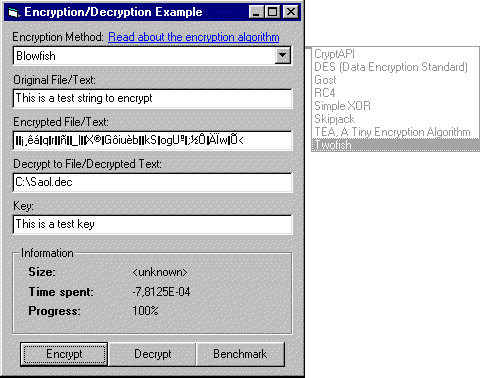 Encryption/Decryption Example
Encryption Method: Read about the encryption algorithm
Blowfish
Original File/Text:
This is a test string to encrypt
Encrypted File/Text:
Decrypt to File/Decrypted Text:
C:\Saol.dec
Key:
This is a test key
Information
Size: <unknown>
Time spent: -7,8125E-04
Progress: 100%
Encrypt Decrypt Benchmark
CryptAPI
DES (Data Encryption Standard)
Gost
RC4
Simple XOR
Skipjack
TEA, A Tiny Encryption Algorithm
Twofish